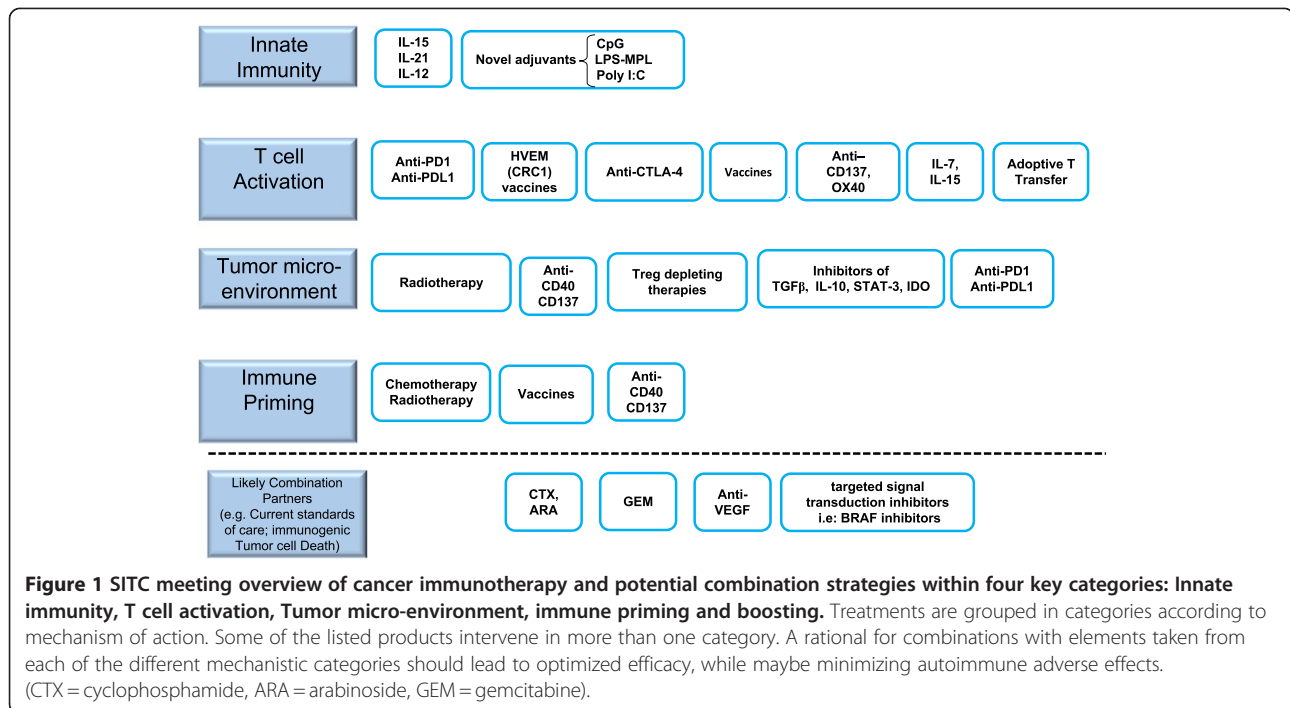 Innate
Immunity
IL-15
IL-21
IL-12
Novel adjuvants
CpG
LPS-MPL
Poly I:C
T cell
Activation
Anti-PD1
Anti-PDL1
HVEM
(CRC1)
vaccines
Anti-CTLA-4
Vaccines
Anti–
CD137,
OX40
IL-7,
IL-15
Adoptive T
Transfer
Tumor micro-
environment
Radiotherapy
Anti-
CD40
CD137
Treg depleting
therapies
Inhibitors of
TGFβ, IL-10, STAT-3, IDO
Anti-PD1
Anti-PDL1
Immune
Priming
Chemotherapy
Radiotherapy
Vaccines
Anti-
CD40
CD137
Likely Combination
Partners
(e.g. Current standards
of care; immunogenic
Tumor cell Death)
CTX,
ARA
GEM
Anti-
VEGF
targeted signal
transduction inhibitors
i.e: BRAF inhibitors
Figure 1 SITC meeting overview of cancer immunotherapy and potential combination strategies within four key categories: Innate
immunity, T cell activation, Tumor micro-environment, immune priming and boosting. Treatments are grouped in categories according to
mechanism of action. Some of the listed products intervene in more than one category. A rational for combinations with elements taken from
each of the different mechanistic categories should lead to optimized efficacy, while maybe minimizing autoimmune adverse effects.
(CTX = cyclophosphamide, ARA = arabinoside, GEM = gemcitabine).